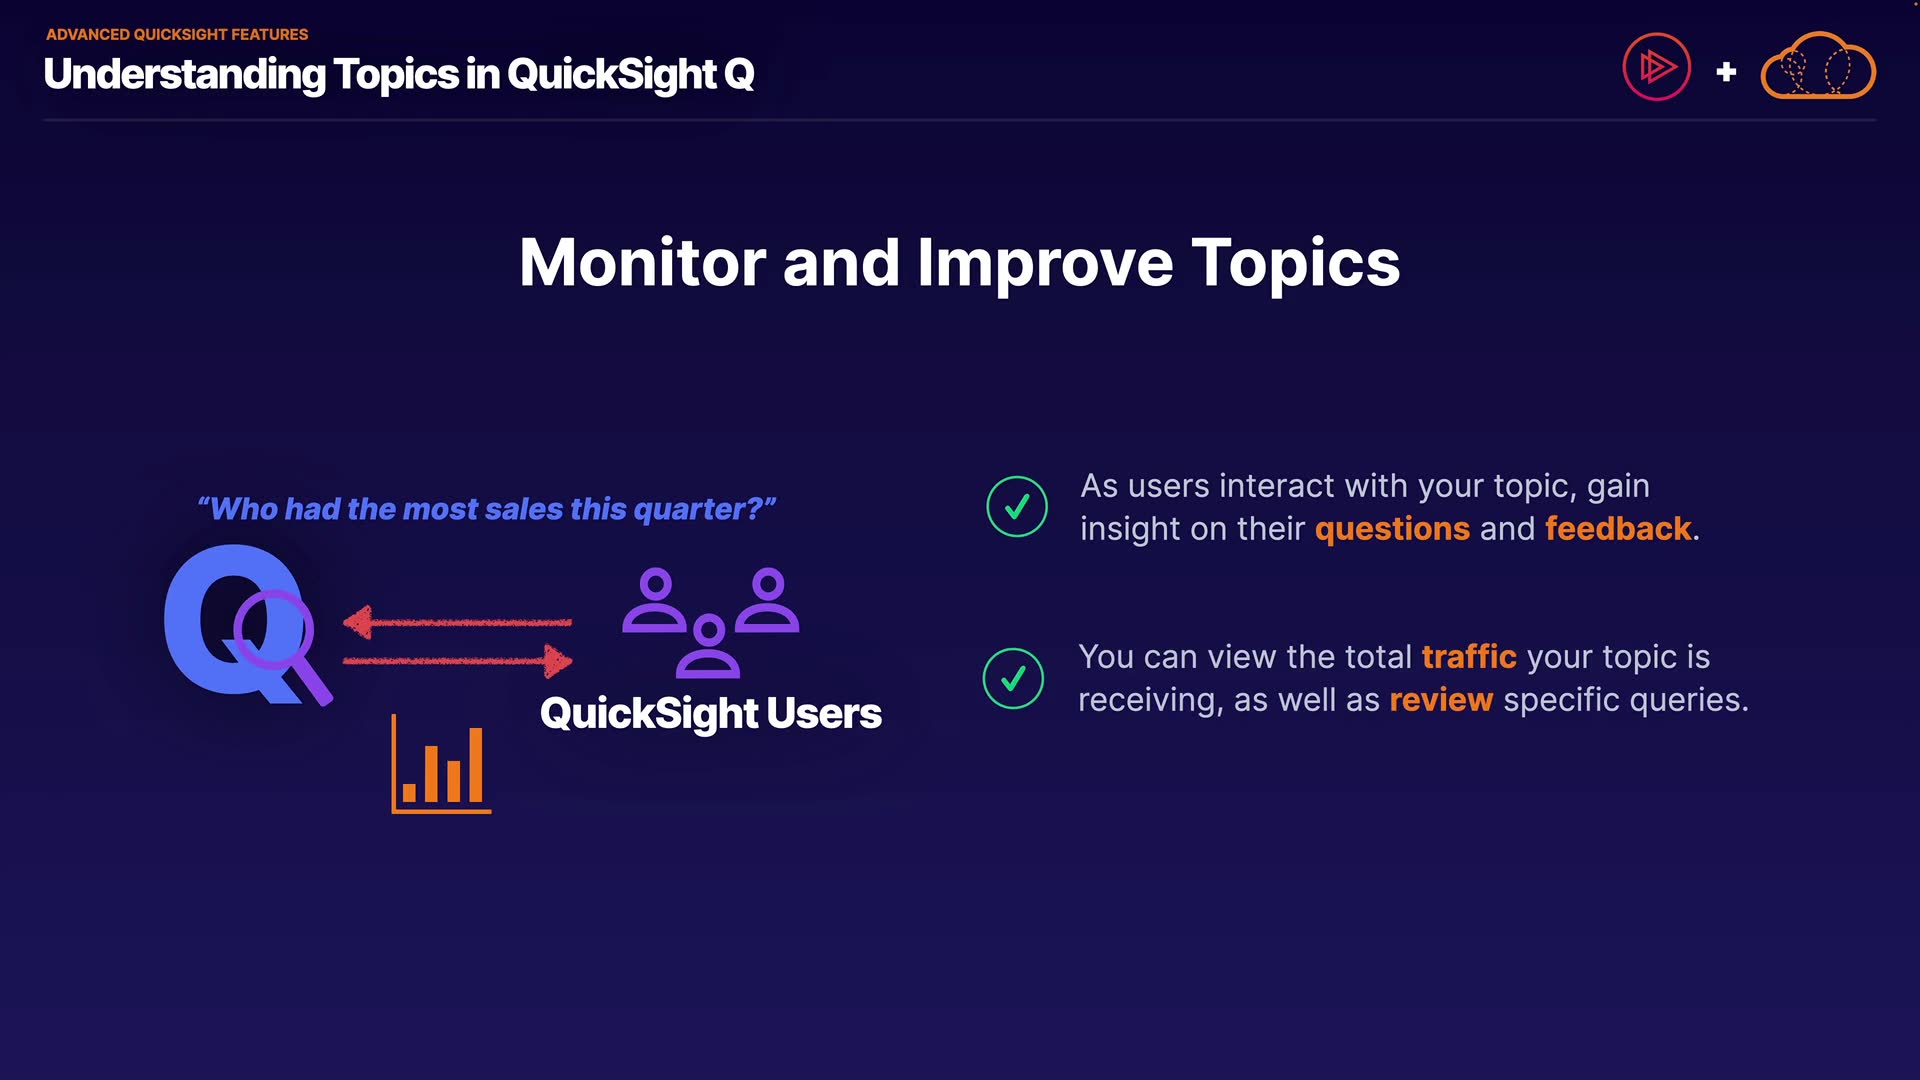 ADVANCED QUICKSIGHT FEATURES
Understanding Topics in QuickSight Q
+
Monitor and Improve Topics
“Who had the most sales this quarter?”
Q
QuickSight Users
As users interact with your topic, gain
insight on their questions and feedback.
You can view the total traffic your topic is
receiving, as well as review specific queries.